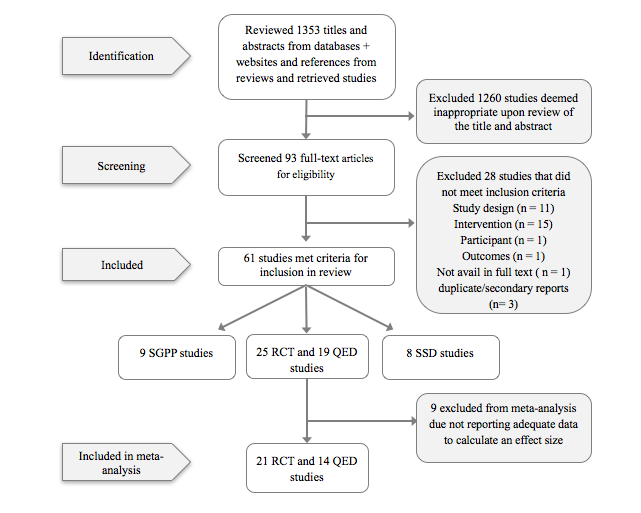 Identification
Reviewed 1353 titles and
abstracts from databases +
websites and references from
reviews and retrieved studies
Excluded 1260 studies deemed
inappropriate upon review of
the title and abstract
Screening
Screened 93 full-text articles
for eligibility
Excluded 28 studies that did
not meet inclusion criteria
Study design (n = 11)
Intervention (n = 15)
Participant (n = 1)
Outcomes (n = 1)
Not avail in full text ( n = 1)
duplicate/secondary reports
(n= 3)
Included
61 studies met criteria for
inclusion in review
9 SGPP studies
25 RCT and 19 QED
studies
8 SSD studies
9 excluded from meta-analysis
due not reporting adequate data
to calculate an effect size
Included in meta-
analysis
21 RCT and 14 QED
studies